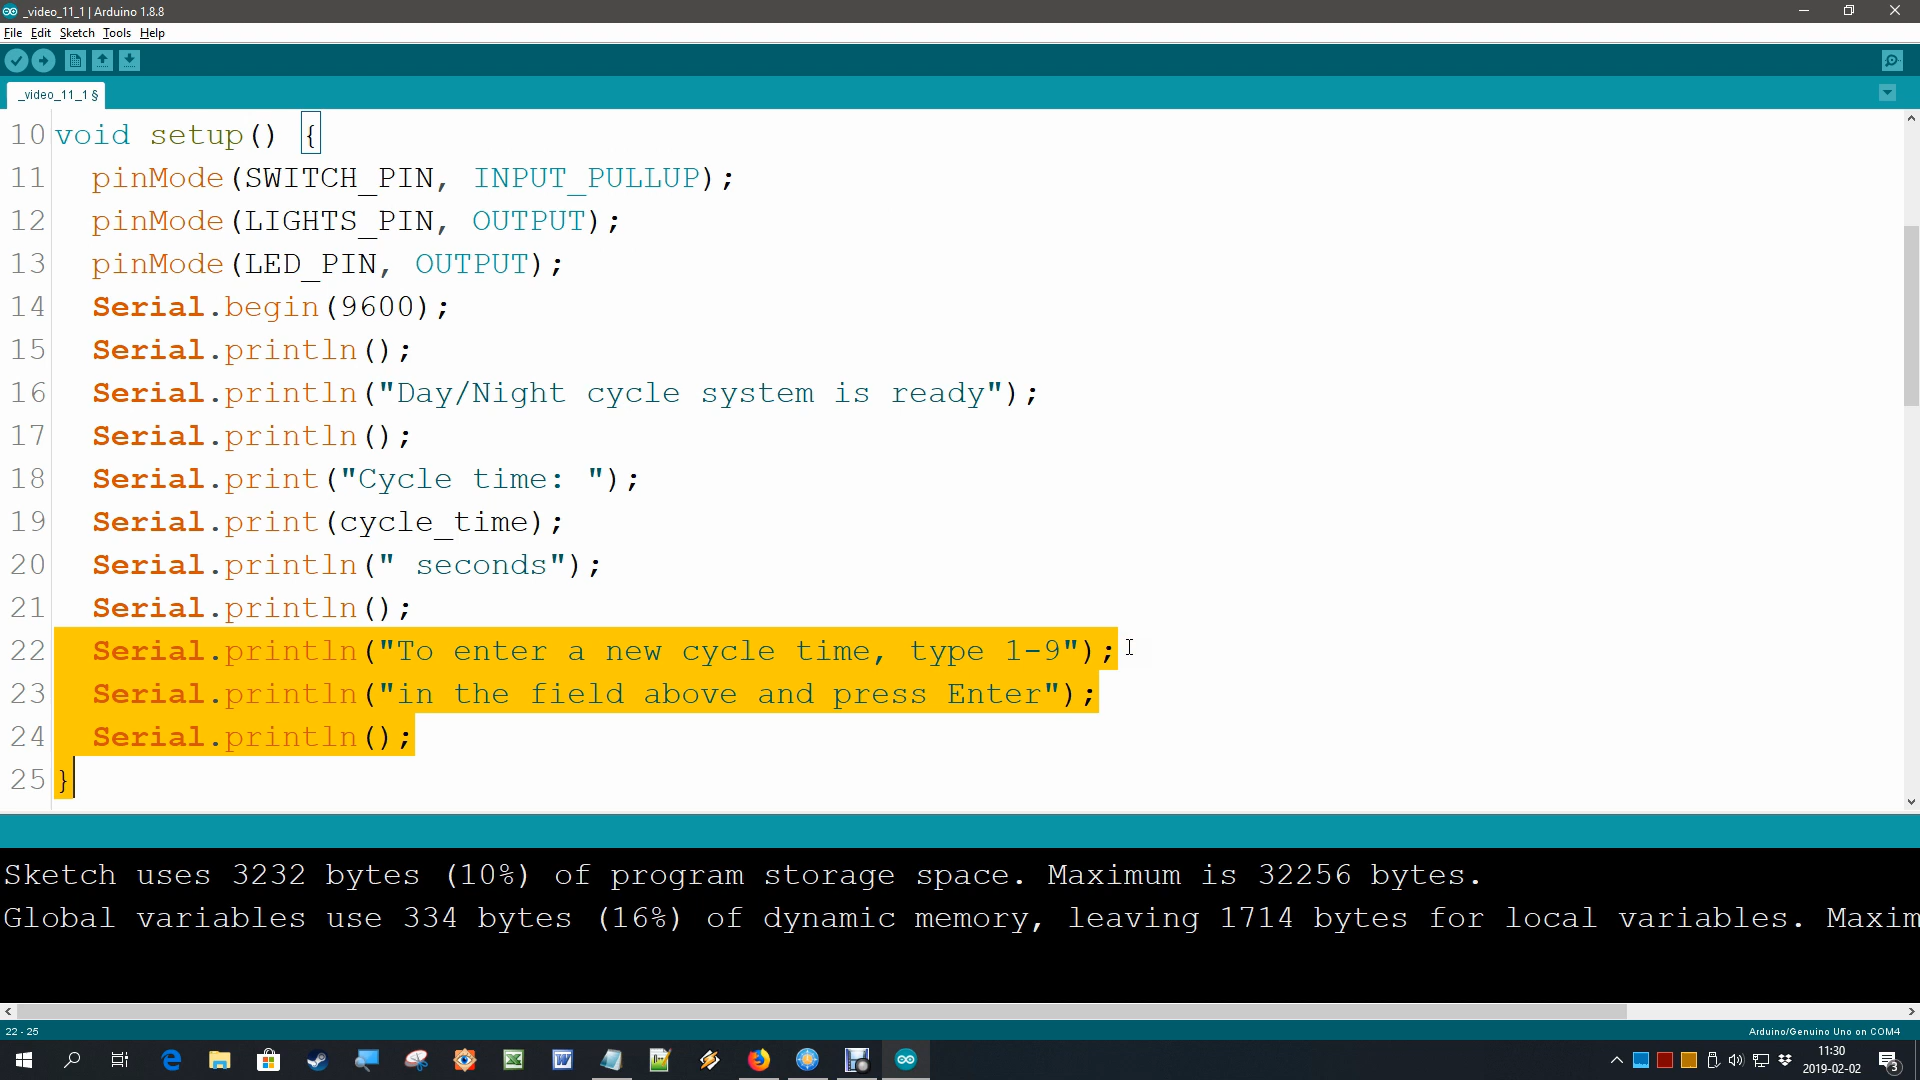 _video_11_1 | Arduino 1.8.8
File Edit Sketch Tools Help
_video_11_1 §
10 void setup() {
11 pinMode(SWITCH_PIN, INPUT_PULLUP);
12 pinMode(LIGHTS_PIN, OUTPUT);
13 pinMode(LED_PIN, OUTPUT);
14 Serial.begin(9600);
15 Serial.println();
16 Serial.println("Day/Night cycle system is ready");
17 Serial.println();
18 Serial.print("Cycle time: ");
19 Serial.print(cycle_time);
20 Serial.println(" seconds");
21 Serial.println();
22 Serial.println("To enter a new cycle time, type 1-9");
23 Serial.println("in the field above and press Enter");
24 Serial.println();
25 }
Sketch uses 3232 bytes (10%) of program storage space. Maximum is 32256 bytes.
Global variables use 334 bytes (16%) of dynamic memory, leaving 1714 bytes for local variables. Maxim
22 - 25
Arduino/Genuino Uno on COM4
11:30
2019-02-02
3